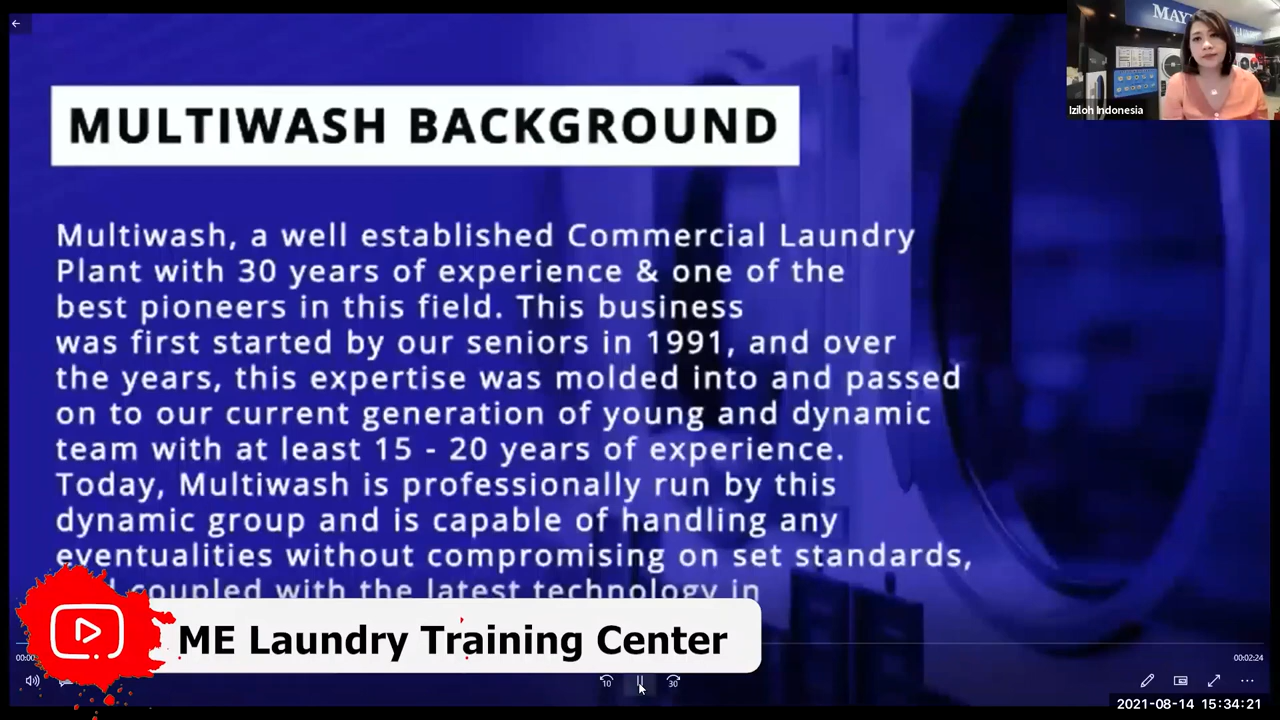 MAY
Iziloh Indonesia
MULTIWASH BACKGROUND
Multiwash, a well established Commercial Laundry
Plant with 30 years of experience & one of the
best pioneers in this field. This business
was first started by our seniors in 1991, and over
the years, this expertise was molded into and passed
on to our current generation of young and dynamic
team with at least 15 - 20 years of experience.
Today, Multiwash is professionally run by this
dynamic group and is capable of handling any
eventualities without compromising on set standards,
coupled with the latest technology in
ME Laundry Training Center
00:02:24
10
30
2021-08-14 15:34:21